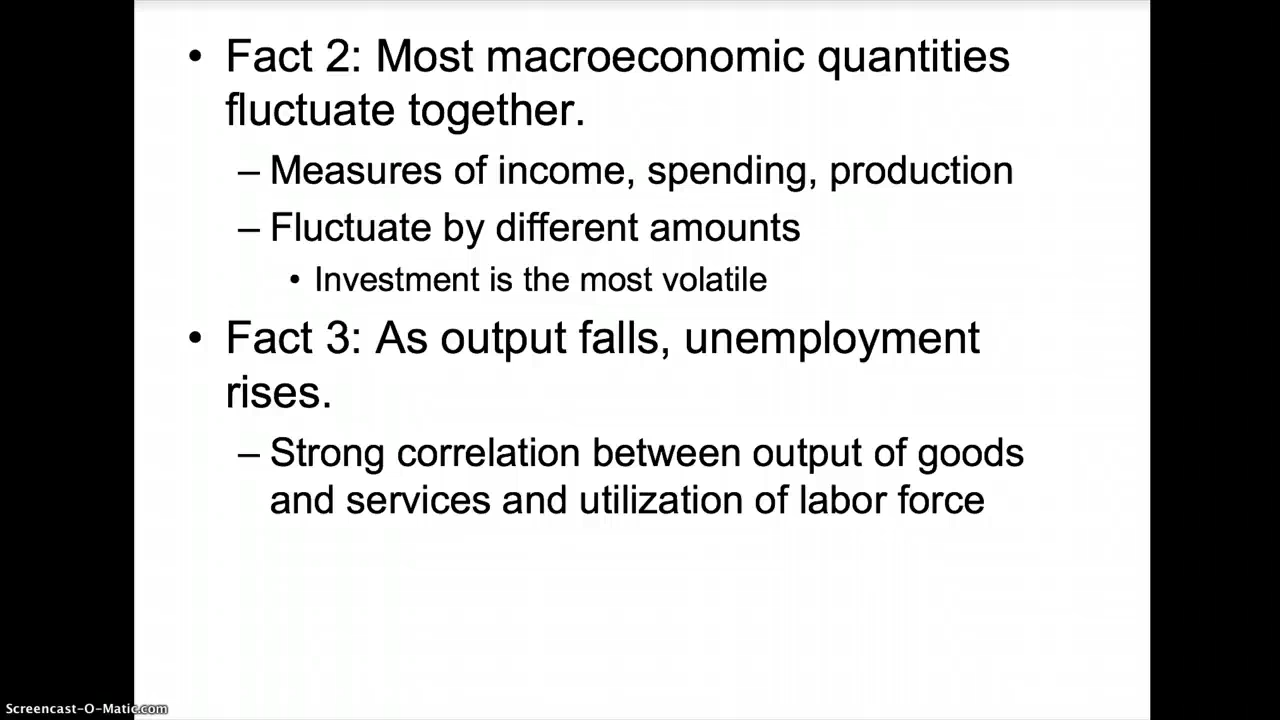 • Fact 2: Most macroeconomic quantities
fluctuate together.
– Measures of income, spending, production
– Fluctuate by different amounts
• Investment is the most volatile
• Fact 3: As output falls, unemployment
rises.
– Strong correlation between output of goods
and services and utilization of labor force
Screencast-O-Matic.com